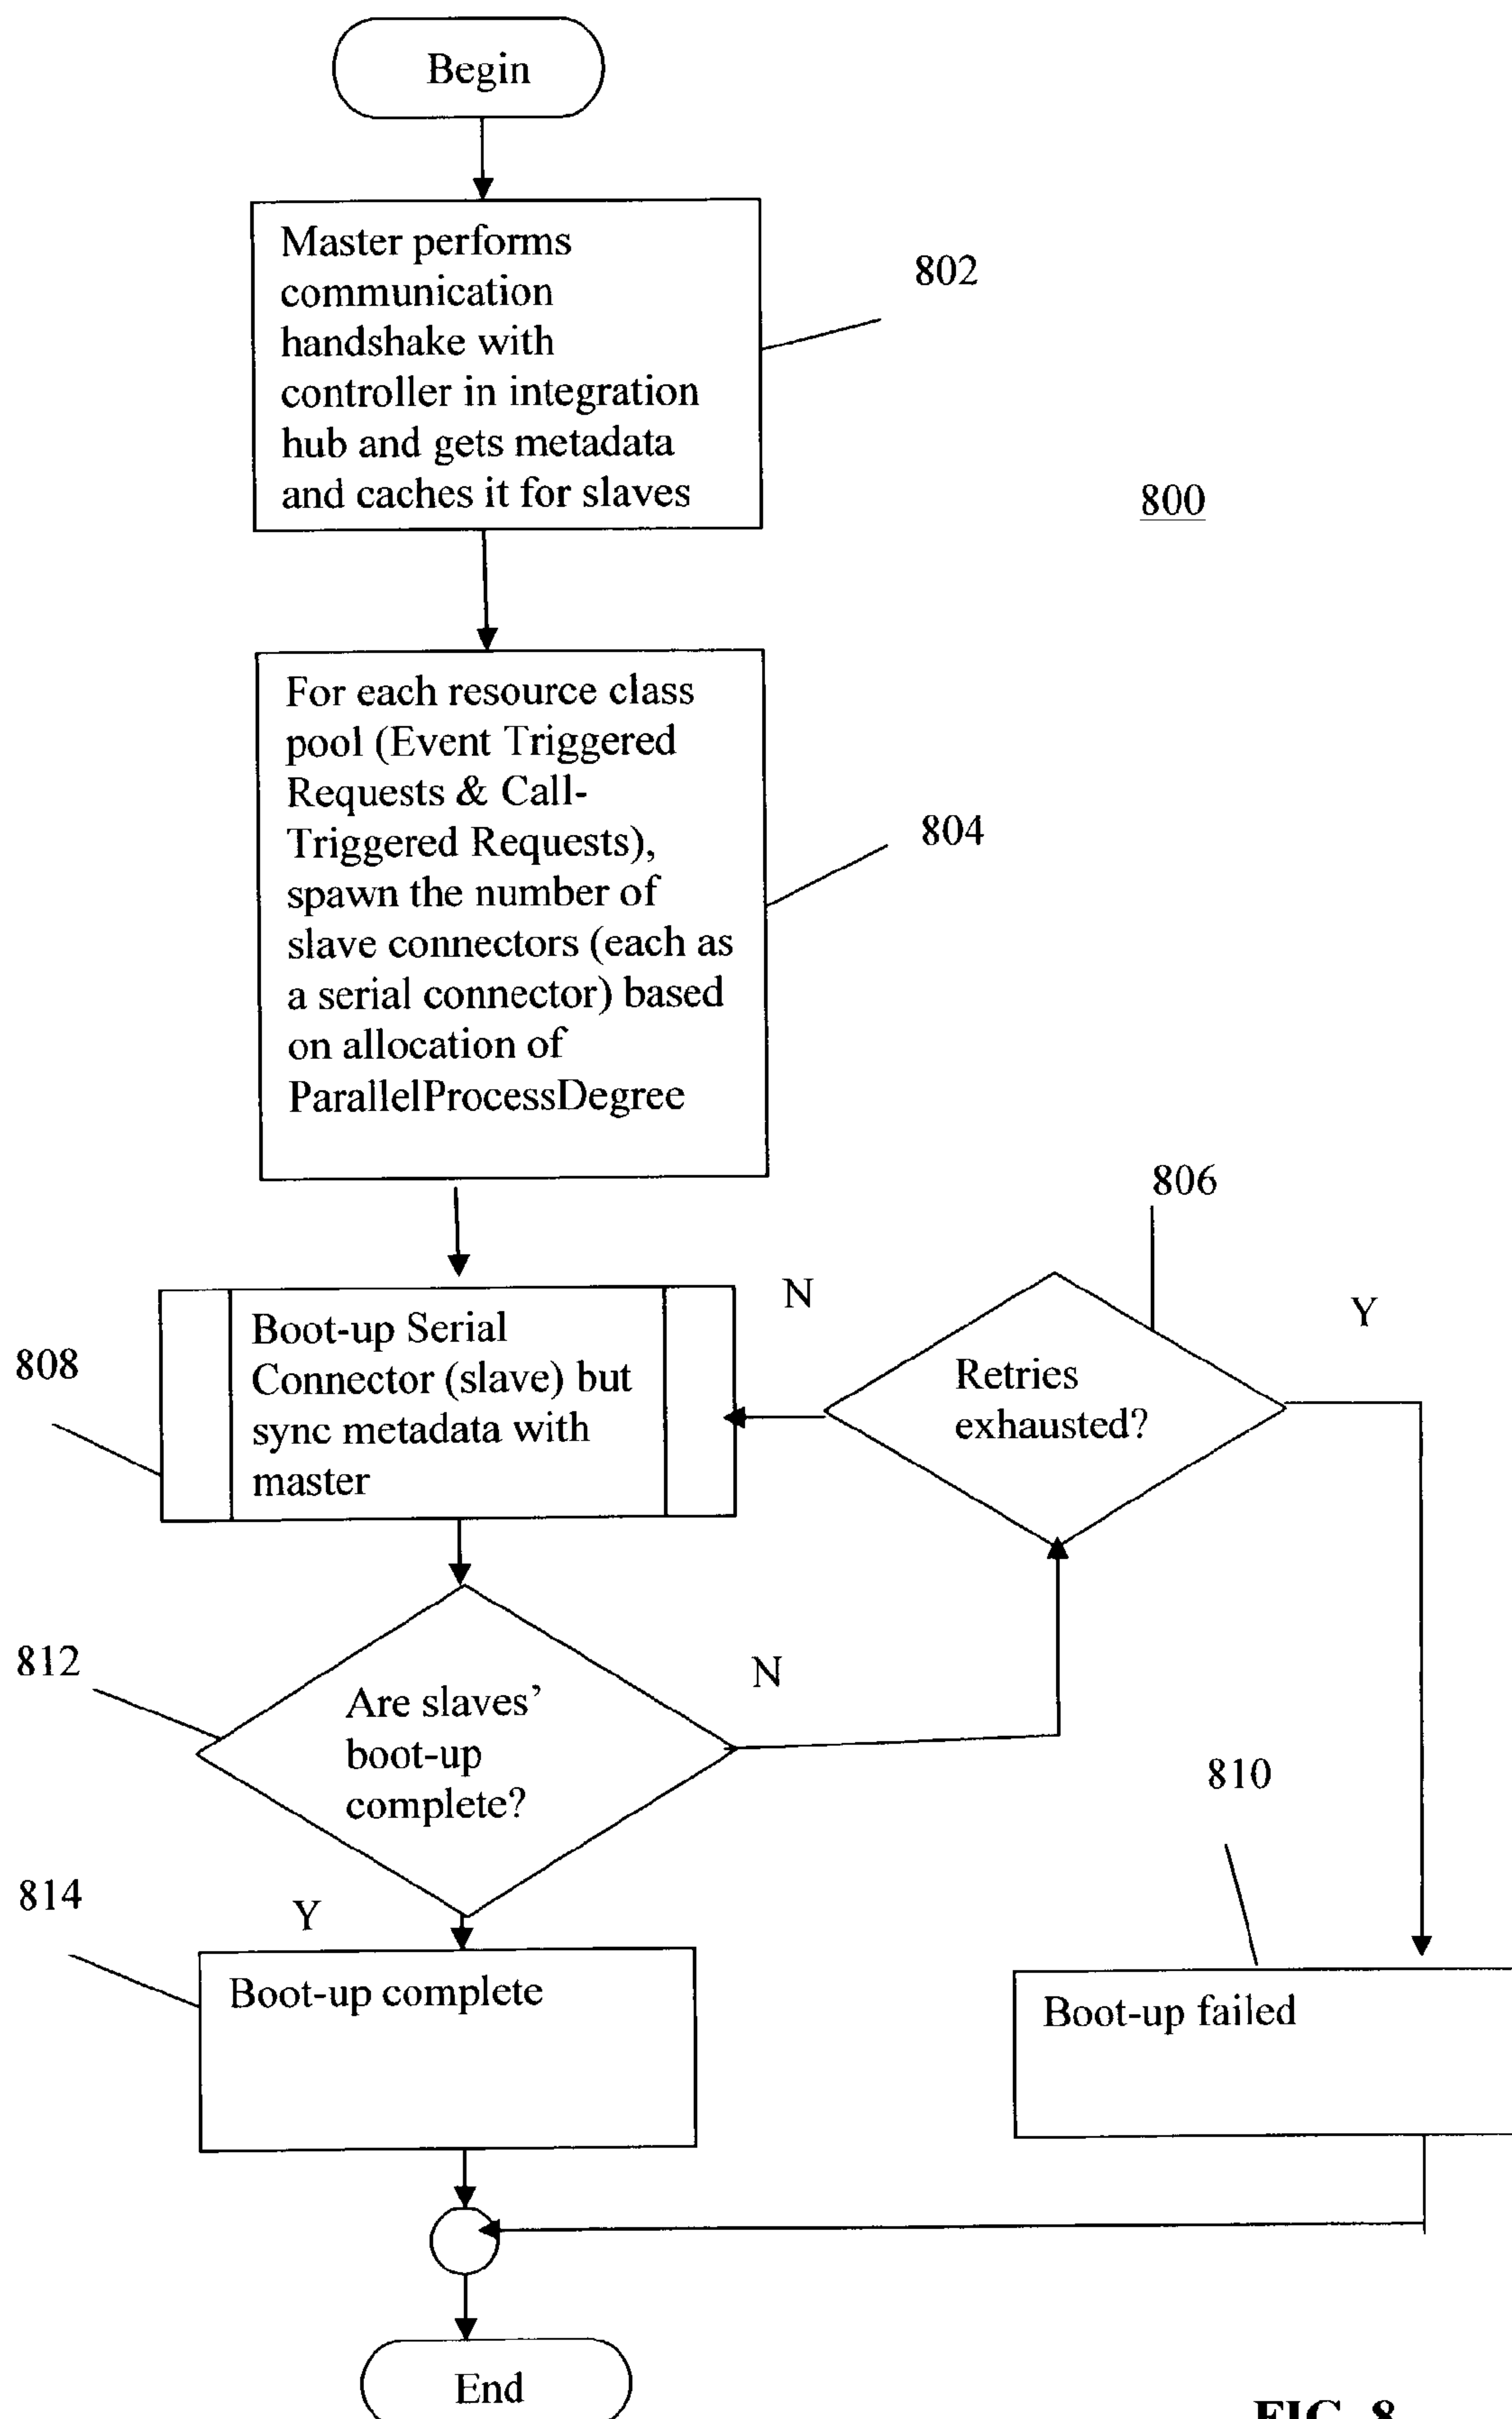 Begin
Master performs
communication
handshake with
controller in integration
hub and gets metadata
and caches it for slaves
802
800
For each resource class
pool (Event Triggered
Requests & Call-
Triggered Requests),
spawn the number of
slave connectors (each as
a serial connector) based
on allocation of
ParallelProcessDegree
804
806
808
Boot-up Serial
Connector (slave) but
sync metadata with
master
N
Retries
exhausted?
Y
812
Are slaves’
boot-up
complete?
N
810
814
Y
Boot-up complete
Boot-up failed
End
FIG. 8